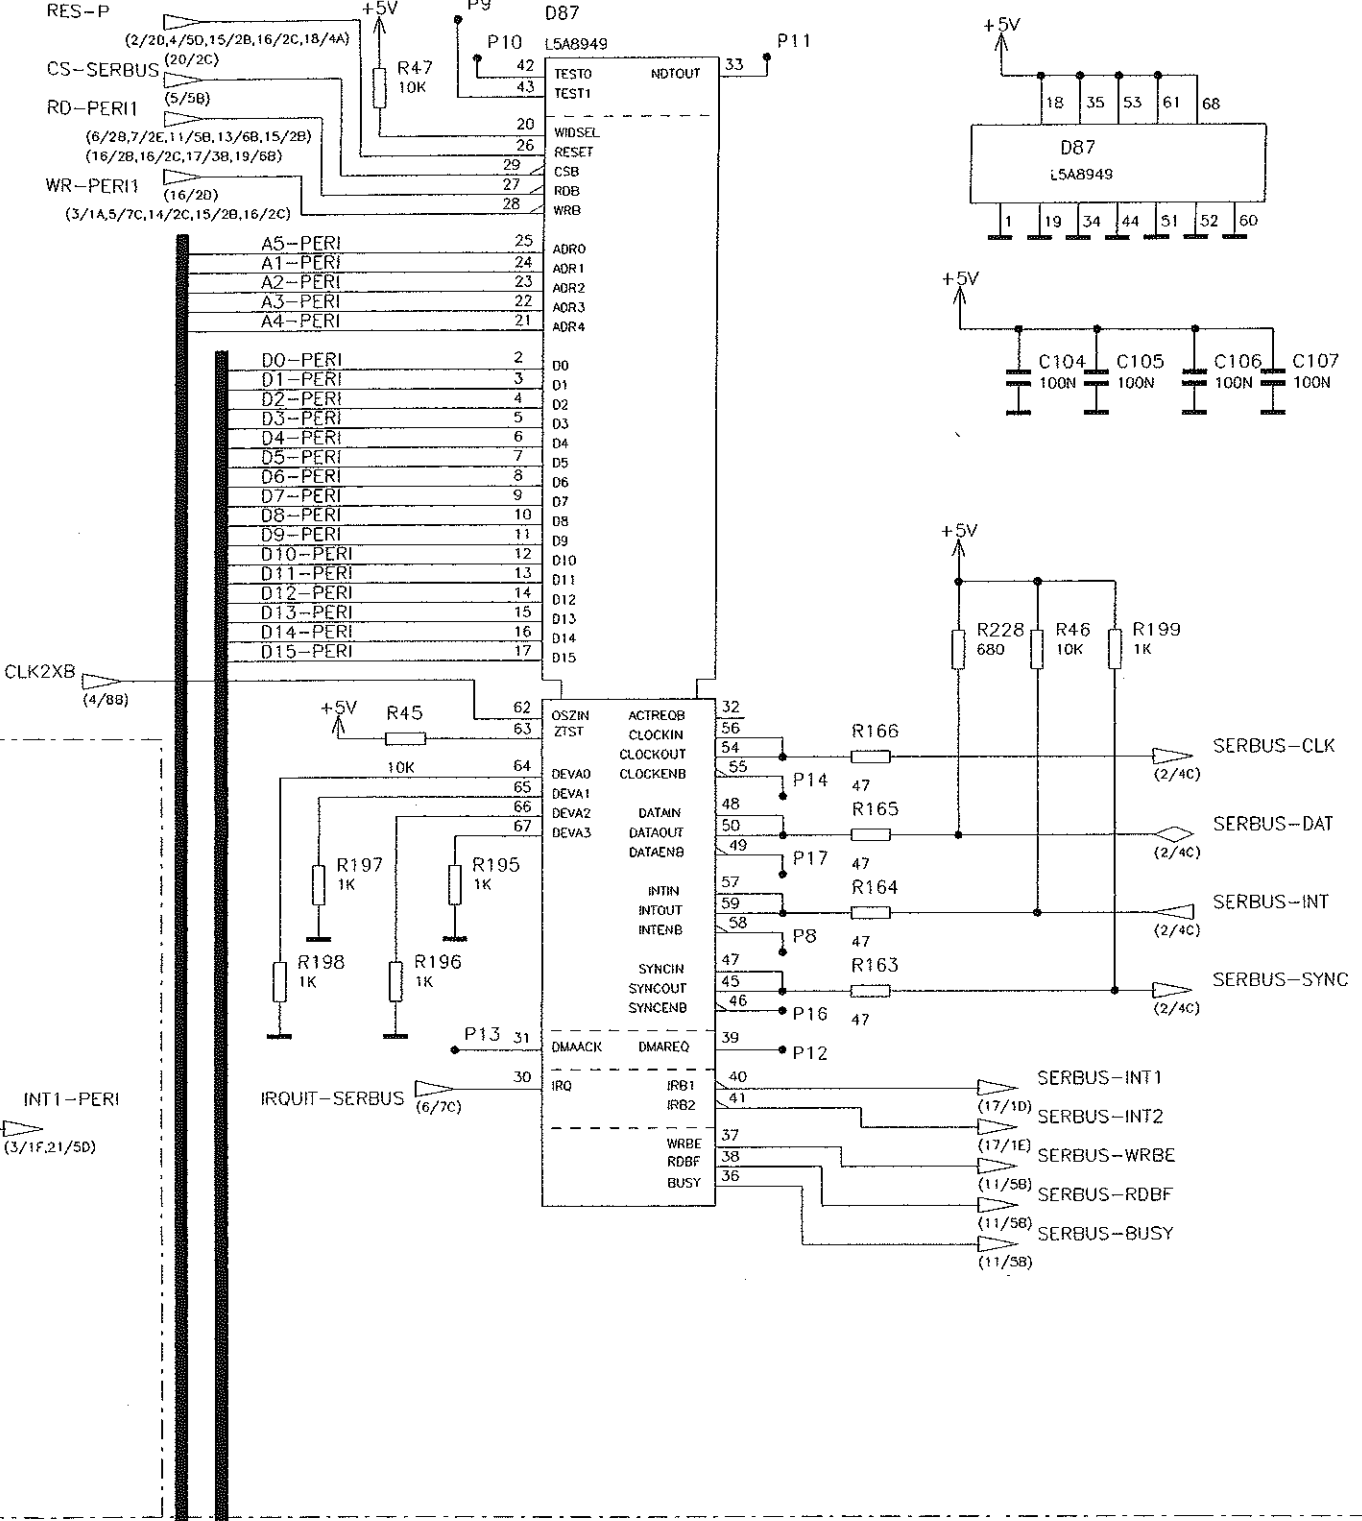 RES-P
(2/2D,4/5D,15/2B,16/2C,18/4A)
(20/2C)
CS-SERBUS
(5/5B)
RD-PERI1
(6/2B,7/2E,11/5B,13/6B,15/2B)
(16/2B,16/2C,17/3B,19/6B)
WR-PERI1
(16/2D)
(3/1A,5/7C,14/2C,15/2B,16/2C)
+5V
R47
10K
P9
P10
D87
L5A8949
P11
42 TEST0 NDTOUT 33
43 TEST1
20 WIDSEL
26 RESET
29 CSB
27 RDB
28 WRB
A5-PERI 25 ADR0
A1-PERI 24 ADR1
A2-PERI 23 ADR2
A3-PERI 22 ADR3
A4-PERI 21 ADR4
D0-PERI 2 D0
D1-PERI 3 D1
D2-PERI 4 D2
D3-PERI 5 D3
D4-PERI 6 D4
D5-PERI 7 D5
D6-PERI 8 D6
D7-PERI 9 D7
D8-PERI 10 D8
D9-PERI 11 D9
D10-PERI 12 D10
D11-PERI 13 D11
D12-PERI 14 D12
D13-PERI 15 D13
D14-PERI 16 D14
D15-PERI 17 D15
+5V
18 35 53 61 68
D87
L5A8949
1 19 34 44 51 52 60
+5V
C104 C105 C106 C107
100N 100N 100N 100N
+5V
R228 R46 R199
680 10K 1K
CLK2XB
(4/8B)
+5V
R45
10K
62 OSZIN ACTREQB 32
63 ZTST CLOCKIN 56
CLOCKOUT 54
64 DEVA0 CLOCKENB 55
65 DEVA1
66 DEVA2 DATAIN 48
67 DEVA3 DATAOUT 50
DATAENB 49
INTIN 57
INTOUT 59
INTENB 58
SYNCIN 47
SYNCOUT 45
SYNCENB 46
R166
47
P14
SERBUS-CLK
(2/4C)
R165
47
P17
SERBUS-DAT
(2/4C)
R164
47
P8
SERBUS-INT
(2/4C)
R163
47
P16
SERBUS-SYNC
(2/4C)
R197
1K
R195
1K
R198
1K
R196
1K
P13 31 DMAACK DMAREQ 39 P12
IRQUIT-SERBUS
(6/7C)
30 IRQ IRB1 40
IRB2 41
WRBE 37
RDBF 38
BUSY 36
SERBUS-INT1
(17/1D)
SERBUS-INT2
(17/1E)
SERBUS-WRBE
(11/5B)
SERBUS-RDBF
(11/5B)
SERBUS-BUSY
(11/5B)
INT1-PERI
(3/1F,21/5D)